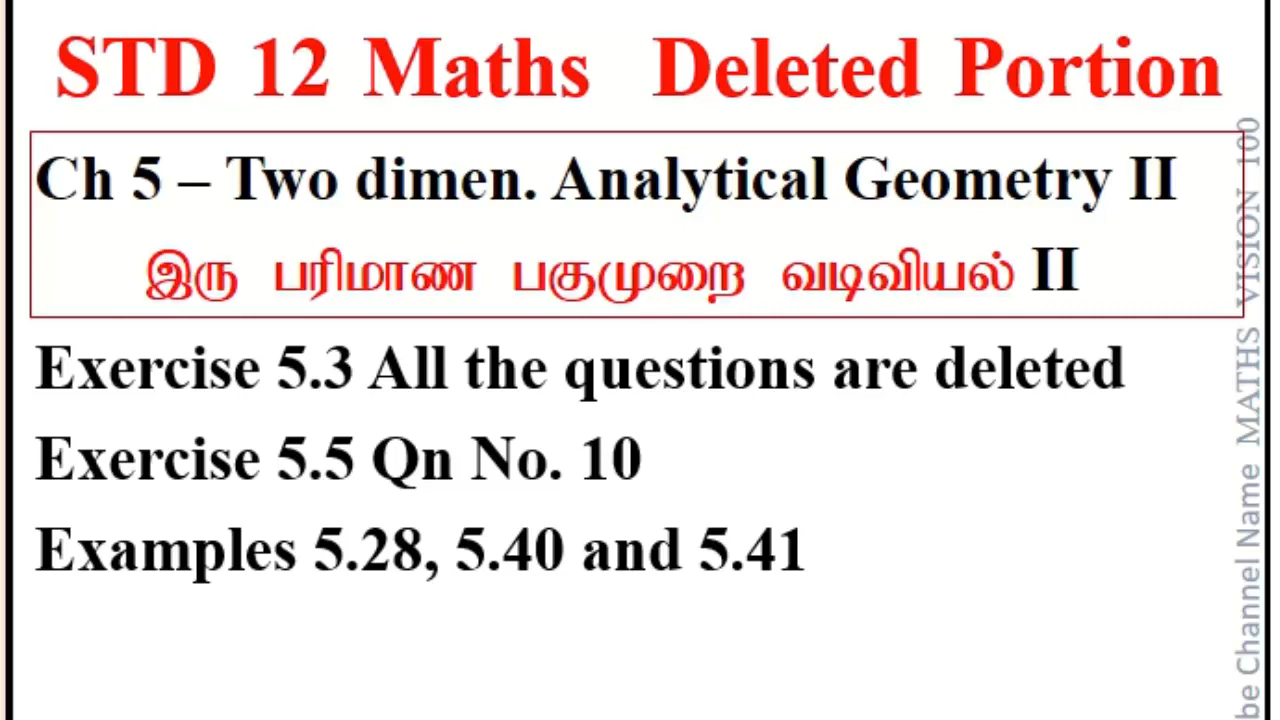 STD 12 Maths Deleted Portion
Ch 5 – Two dimen. Analytical Geometry II
இரு பரிமாண பகுமுறை வடிவியல் II
Exercise 5.3 All the questions are deleted
Exercise 5.5 Qn No. 10
Examples 5.28, 5.40 and 5.41
be Channel Name MATHS VISION 100